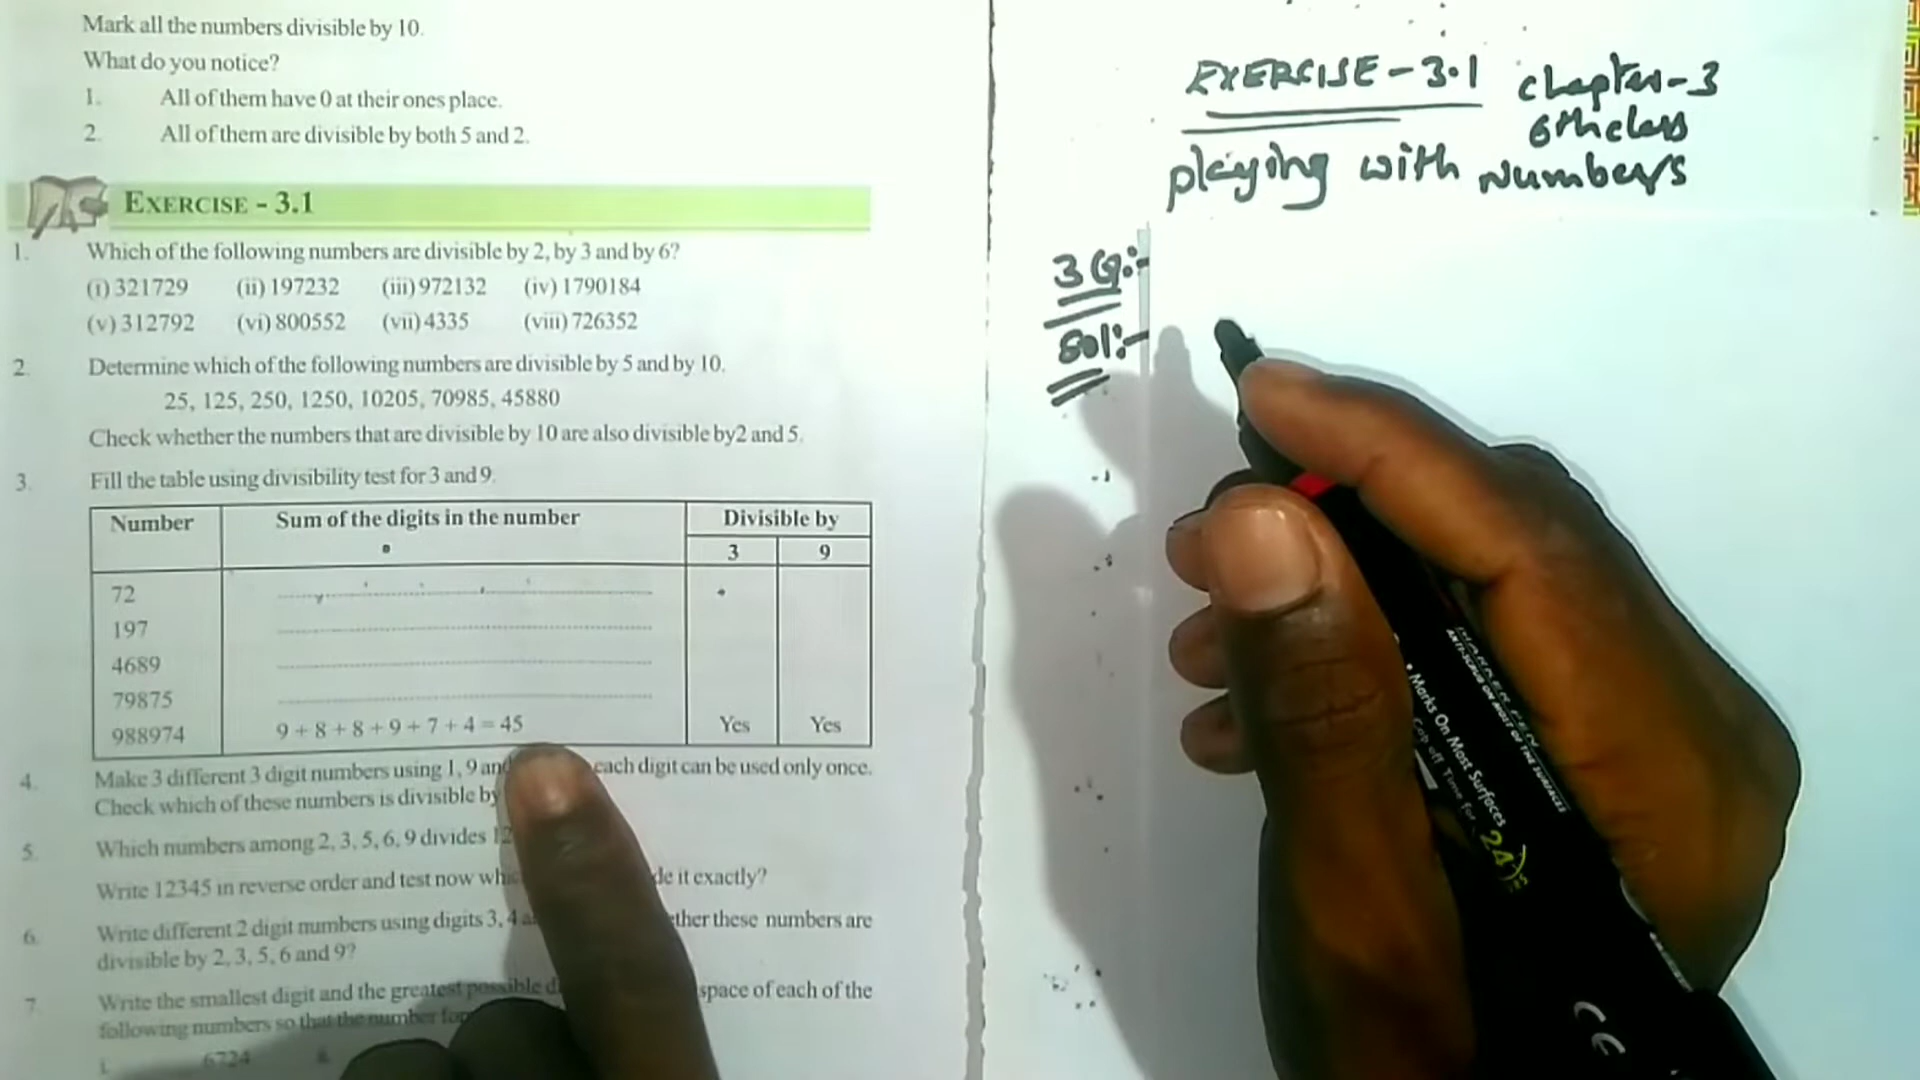 Mark all the numbers divisible by 10.
What do you notice?
1. All of them have 0 at their ones place.
2. All of them are divisible by both 5 and 2.
EXERCISE - 3.1
1. Which of the following numbers are divisible by 2, by 3 and by 6?
(i) 321729 (ii) 197232 (iii) 972132 (iv) 1790184
(v) 312792 (vi) 800552 (vii) 4335 (viii) 726352
2. Determine which of the following numbers are divisible by 5 and by 10.
25, 125, 250, 1250, 10205, 70985, 45880
Check whether the numbers that are divisible by 10 are also divisible by2 and 5.
3. Fill the table using divisibility test for 3 and 9.
Number Sum of the digits in the number Divisible by
3 9
72
197
4689
79875
988974 9 + 8 + 8 + 9 + 7 + 4 = 45 Yes Yes
4. Make 3 different 3 digit numbers using 1, 9 and each digit can be used only once.
Check which of these numbers is divisible by
5. Which numbers among 2, 3, 5, 6, 9 divides
Write 12345 in reverse order and test now it exactly?
6. Write different 2 digit numbers using digits 3, 4 these numbers are
divisible by 2, 3, 5, 6 and 9?
7. Write the smallest digit and the greatest possible space of each of the
following numbers so that the number
i. 6724 ii.
EXERCISE - 3.1 chapter-3
6th class
playing with Numbers
3 Q:-
Sol:-
Marks On Most Surfaces
Cap off Time for 24
CE